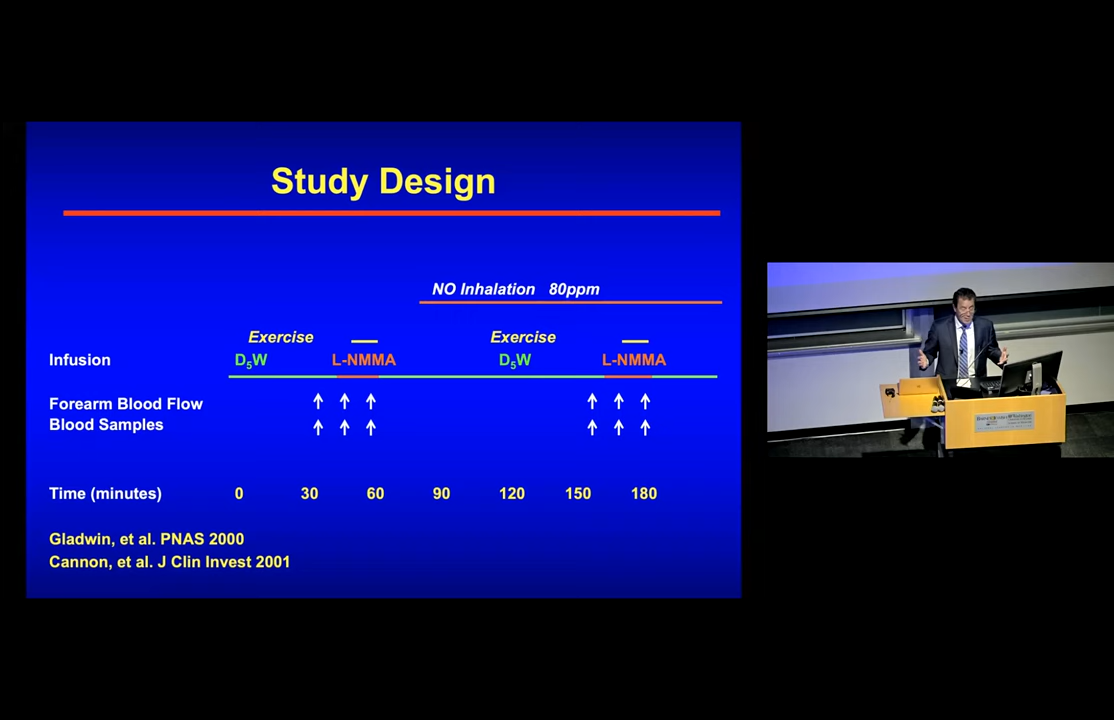 Study Design
NO Inhalation 80ppm
Exercise Exercise
Infusion D5W L-NMMA D5W L-NMMA
Forearm Blood Flow
Blood Samples
Time (minutes) 0 30 60 90 120 150 180
Gladwin, et al. PNAS 2000
Cannon, et al. J Clin Invest 2001